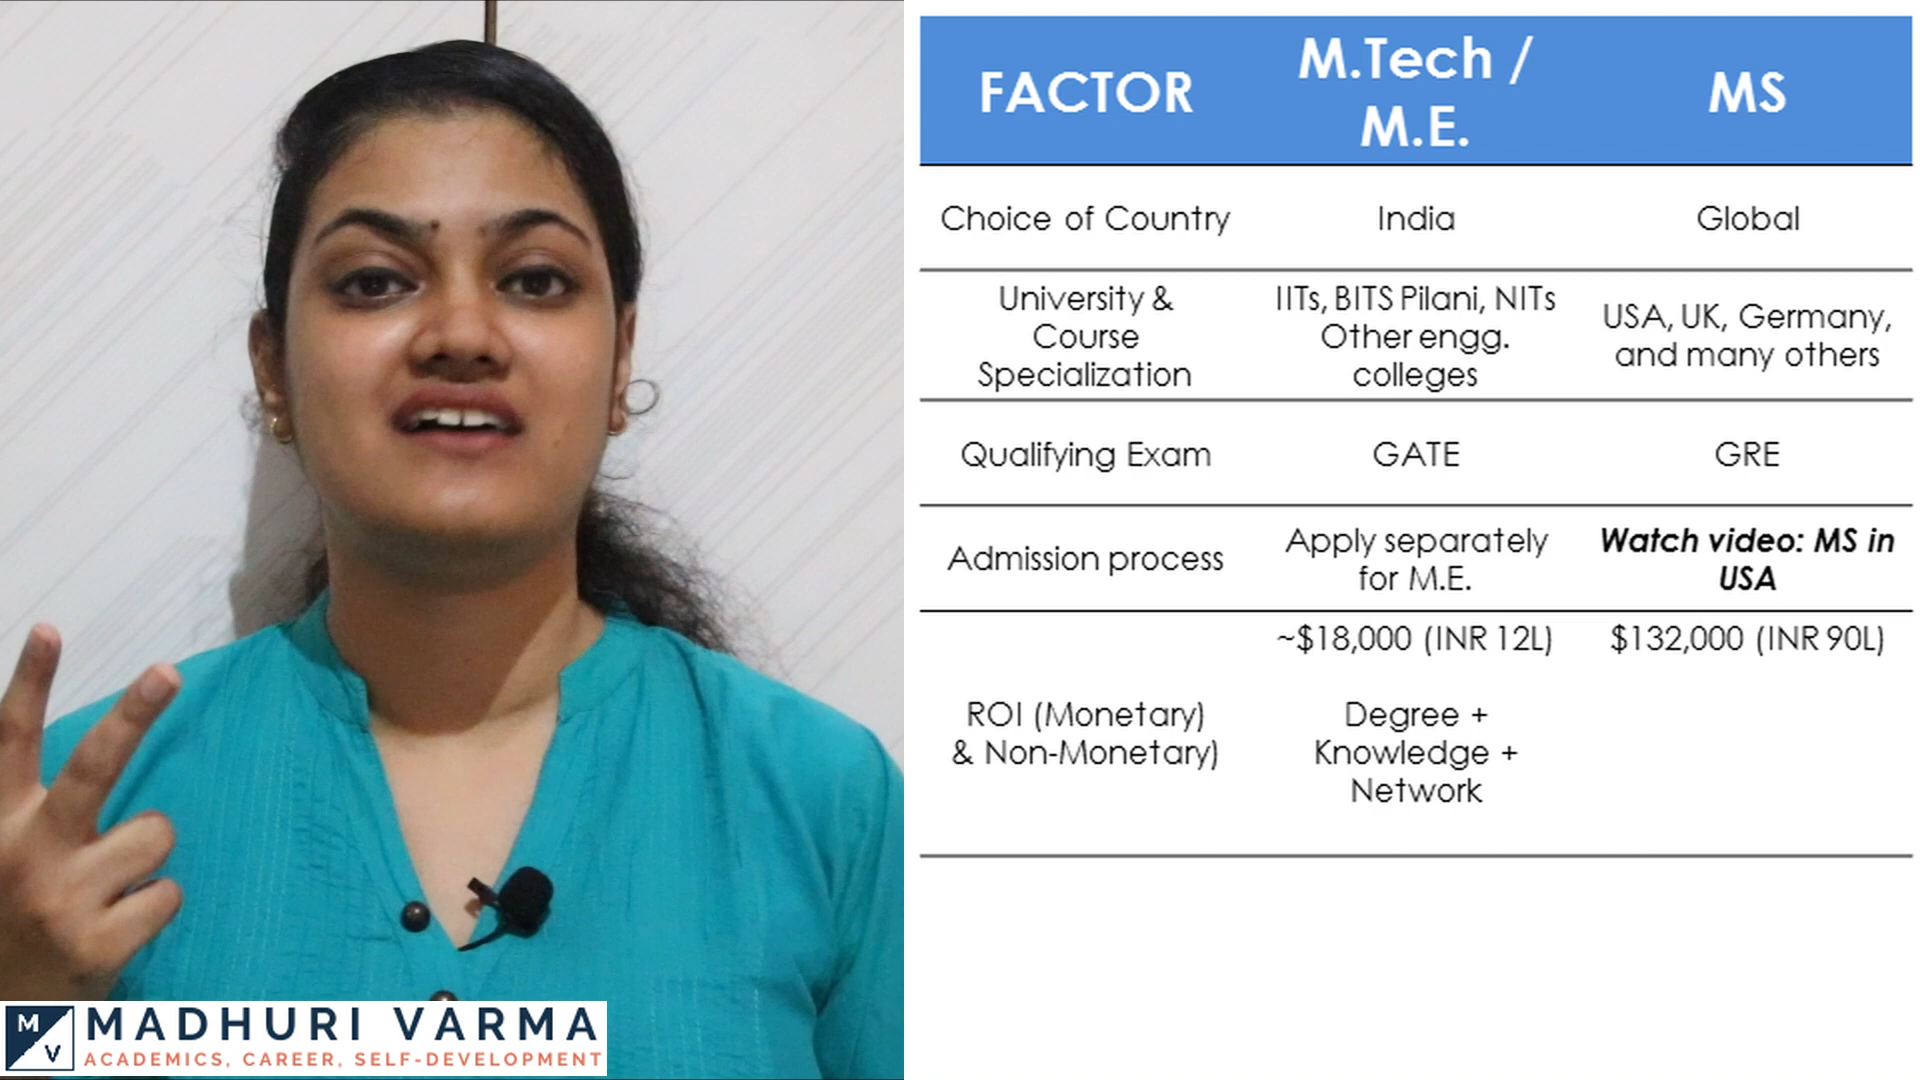 FACTOR
M.Tech /
M.E.
MS
Choice of Country
India
Global
University &
Course
Specialization
IITs, BITS Pilani, NITs
Other engg.
colleges
USA, UK, Germany,
and many others
Qualifying Exam
GATE
GRE
Admission process
Apply separately
for M.E.
Watch video: MS in
USA
ROI (Monetary)
& Non-Monetary)
~$18,000 (INR 12L)
Degree +
Knowledge +
Network
$132,000 (INR 90L)
MV
MADHURI VARMA
ACADEMICS, CAREER, SELF-DEVELOPMENT